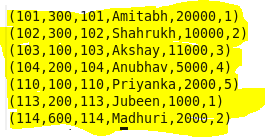 (101,300,101,Amitabh,20000,1)
(102,300,102,Shahrukh,10000,2)
(103,100,103,Akshay,11000,3)
(104,200,104,Anubhav,5000,4)
(110,100,110,Priyanka,2000,5)
(113,200,113,Jubeen,1000,1)
(114,600,114,Madhuri,2000,2)